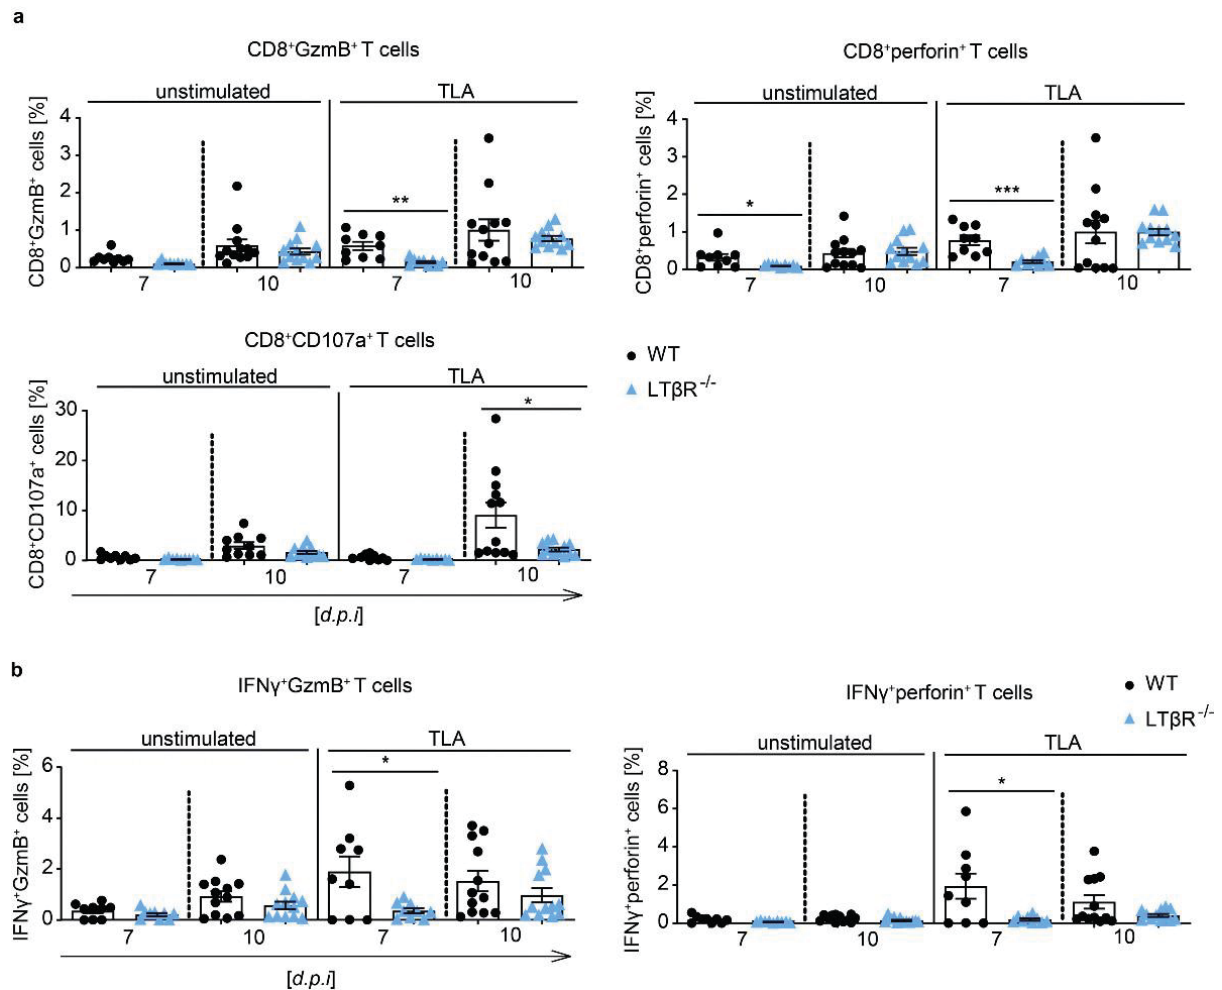 a
CD8⁺GzmB⁺ T cells
unstimulated TLA
CD8⁺GzmB⁺ cells [%]
4
3
2
1
0
**
7 10 7 10
CD8⁺perforin⁺ T cells
unstimulated TLA
CD8⁺perforin⁺ cells [%]
4
3
2
1
0
* ***
7 10 7 10
CD8⁺CD107a⁺ T cells
unstimulated TLA
CD8⁺CD107a⁺ cells [%]
30
20
10
0
*
7 10 7 10
[d.p.i]
WT
LTβR⁻/⁻
b
IFNγ⁺GzmB⁺ T cells
unstimulated TLA
IFNγ⁺GzmB⁺ cells [%]
6
4
2
0
*
7 10 7 10
[d.p.i]
IFNγ⁺perforin⁺ T cells
unstimulated TLA
IFNγ⁺perforin⁺ cells [%]
8
6
4
2
0
*
7 10 7 10
WT
LTβR⁻/⁻